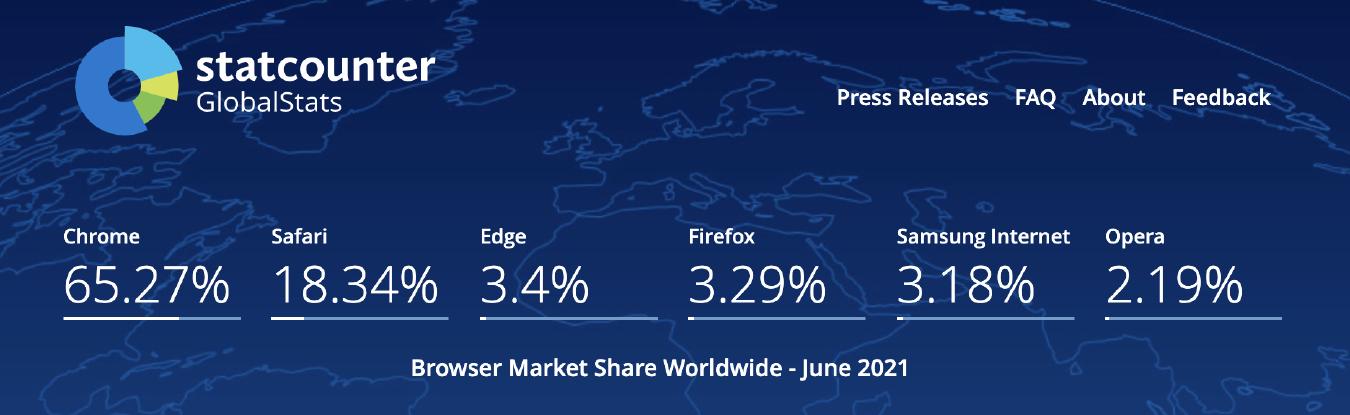 statcounter
GlobalStats
Press Releases FAQ About Feedback
Chrome Safari Edge Firefox Samsung Internet Opera
65.27% 18.34% 3.4% 3.29% 3.18% 2.19%
Browser Market Share Worldwide - June 2021